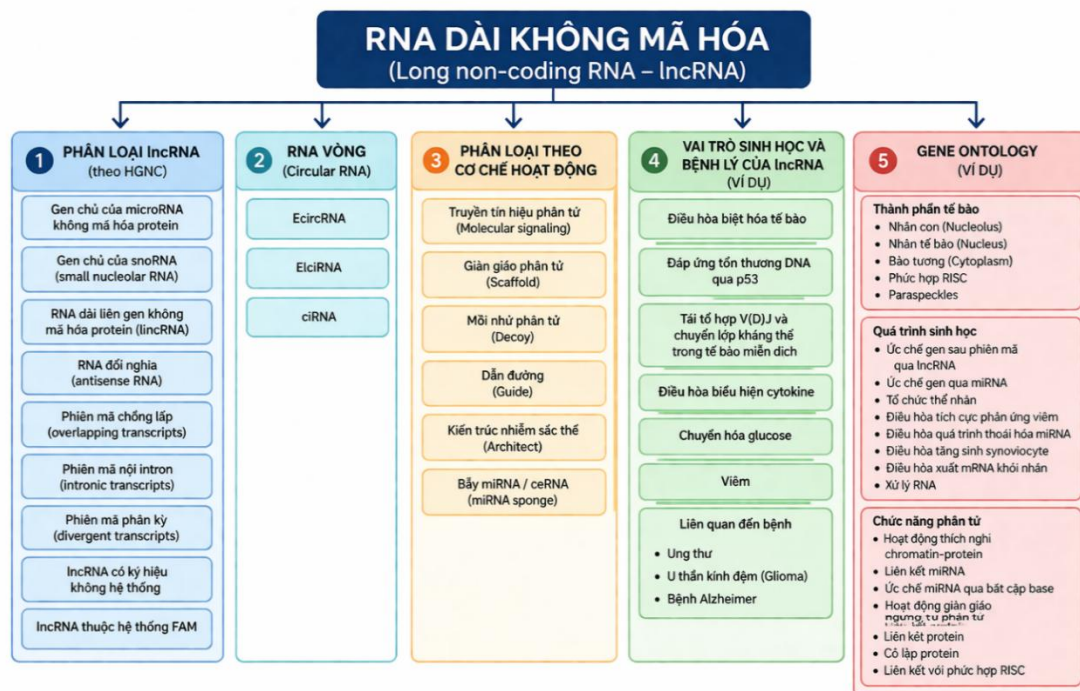 RNA DÀI KHÔNG MÃ HÓA
(Long non-coding RNA – lncRNA)
1
PHÂN LOẠI lncRNA
(theo HGNC)
Gen chủ của microRNA
không mã hóa protein
Gen chủ của snoRNA
(small nucleolar RNA)
RNA dài liên gen không
mã hóa protein (lincRNA)
RNA đối nghĩa
(antisense RNA)
Phiên mã chồng lấp
(overlapping transcripts)
Phiên mã nội intron
(intronic transcripts)
Phiên mã phân kỳ
(divergent transcripts)
lncRNA có ký hiệu
không hệ thống
lncRNA thuộc hệ thống FAM
2
RNA VÒNG
(Circular RNA)
EcircRNA
ElciRNA
ciRNA
3
PHÂN LOẠI THEO
CƠ CHẾ HOẠT ĐỘNG
Truyền tín hiệu phân tử
(Molecular signaling)
Giàn giáo phân tử
(Scaffold)
Mồi nhử phân tử
(Decoy)
Dẫn đường
(Guide)
Kiến trúc nhiễm sắc thể
(Architect)
Bẫy miRNA / ceRNA
(miRNA sponge)
4
VAI TRÒ SINH HỌC VÀ
BỆNH LÝ CỦA lncRNA
(VÍ DỤ)
Điều hòa biệt hóa tế bào
Đáp ứng tổn thương DNA
qua p53
Tái tổ hợp V(D)J và
chuyển lớp kháng thể
trong tế bào miễn dịch
Điều hòa biểu hiện cytokine
Chuyển hóa glucose
Viêm
Liên quan đến bệnh
• Ung thư
• U thần kinh đệm (Glioma)
• Bệnh Alzheimer
5
GENE ONTOLOGY
(VÍ DỤ)
Thành phần tế bào
• Nhân con (Nucleolus)
• Nhân tế bào (Nucleus)
• Bào tương (Cytoplasm)
• Phức hợp RISC
• Paraspeckles
Quá trình sinh học
• Ức chế gen sau phiên mã
qua lncRNA
• Ức chế gen qua miRNA
• Tổ chức thể nhân
• Điều hòa tích cực phản ứng viêm
• Điều hòa quá trình thoái hóa miRNA
• Điều hòa tăng sinh synoviocyte
• Điều hòa xuất mRNA khỏi nhân
• Xử lý RNA
Chức năng phân tử
• Hoạt động thích nghi
chromatin-protein
• Liên kết miRNA
• Ức chế miRNA qua bắt cặp base
• Hoạt động giàn giáo
ngưng tụ phân tử
• Liên kết protein
• Cô lập protein
• Liên kết với phức hợp RISC